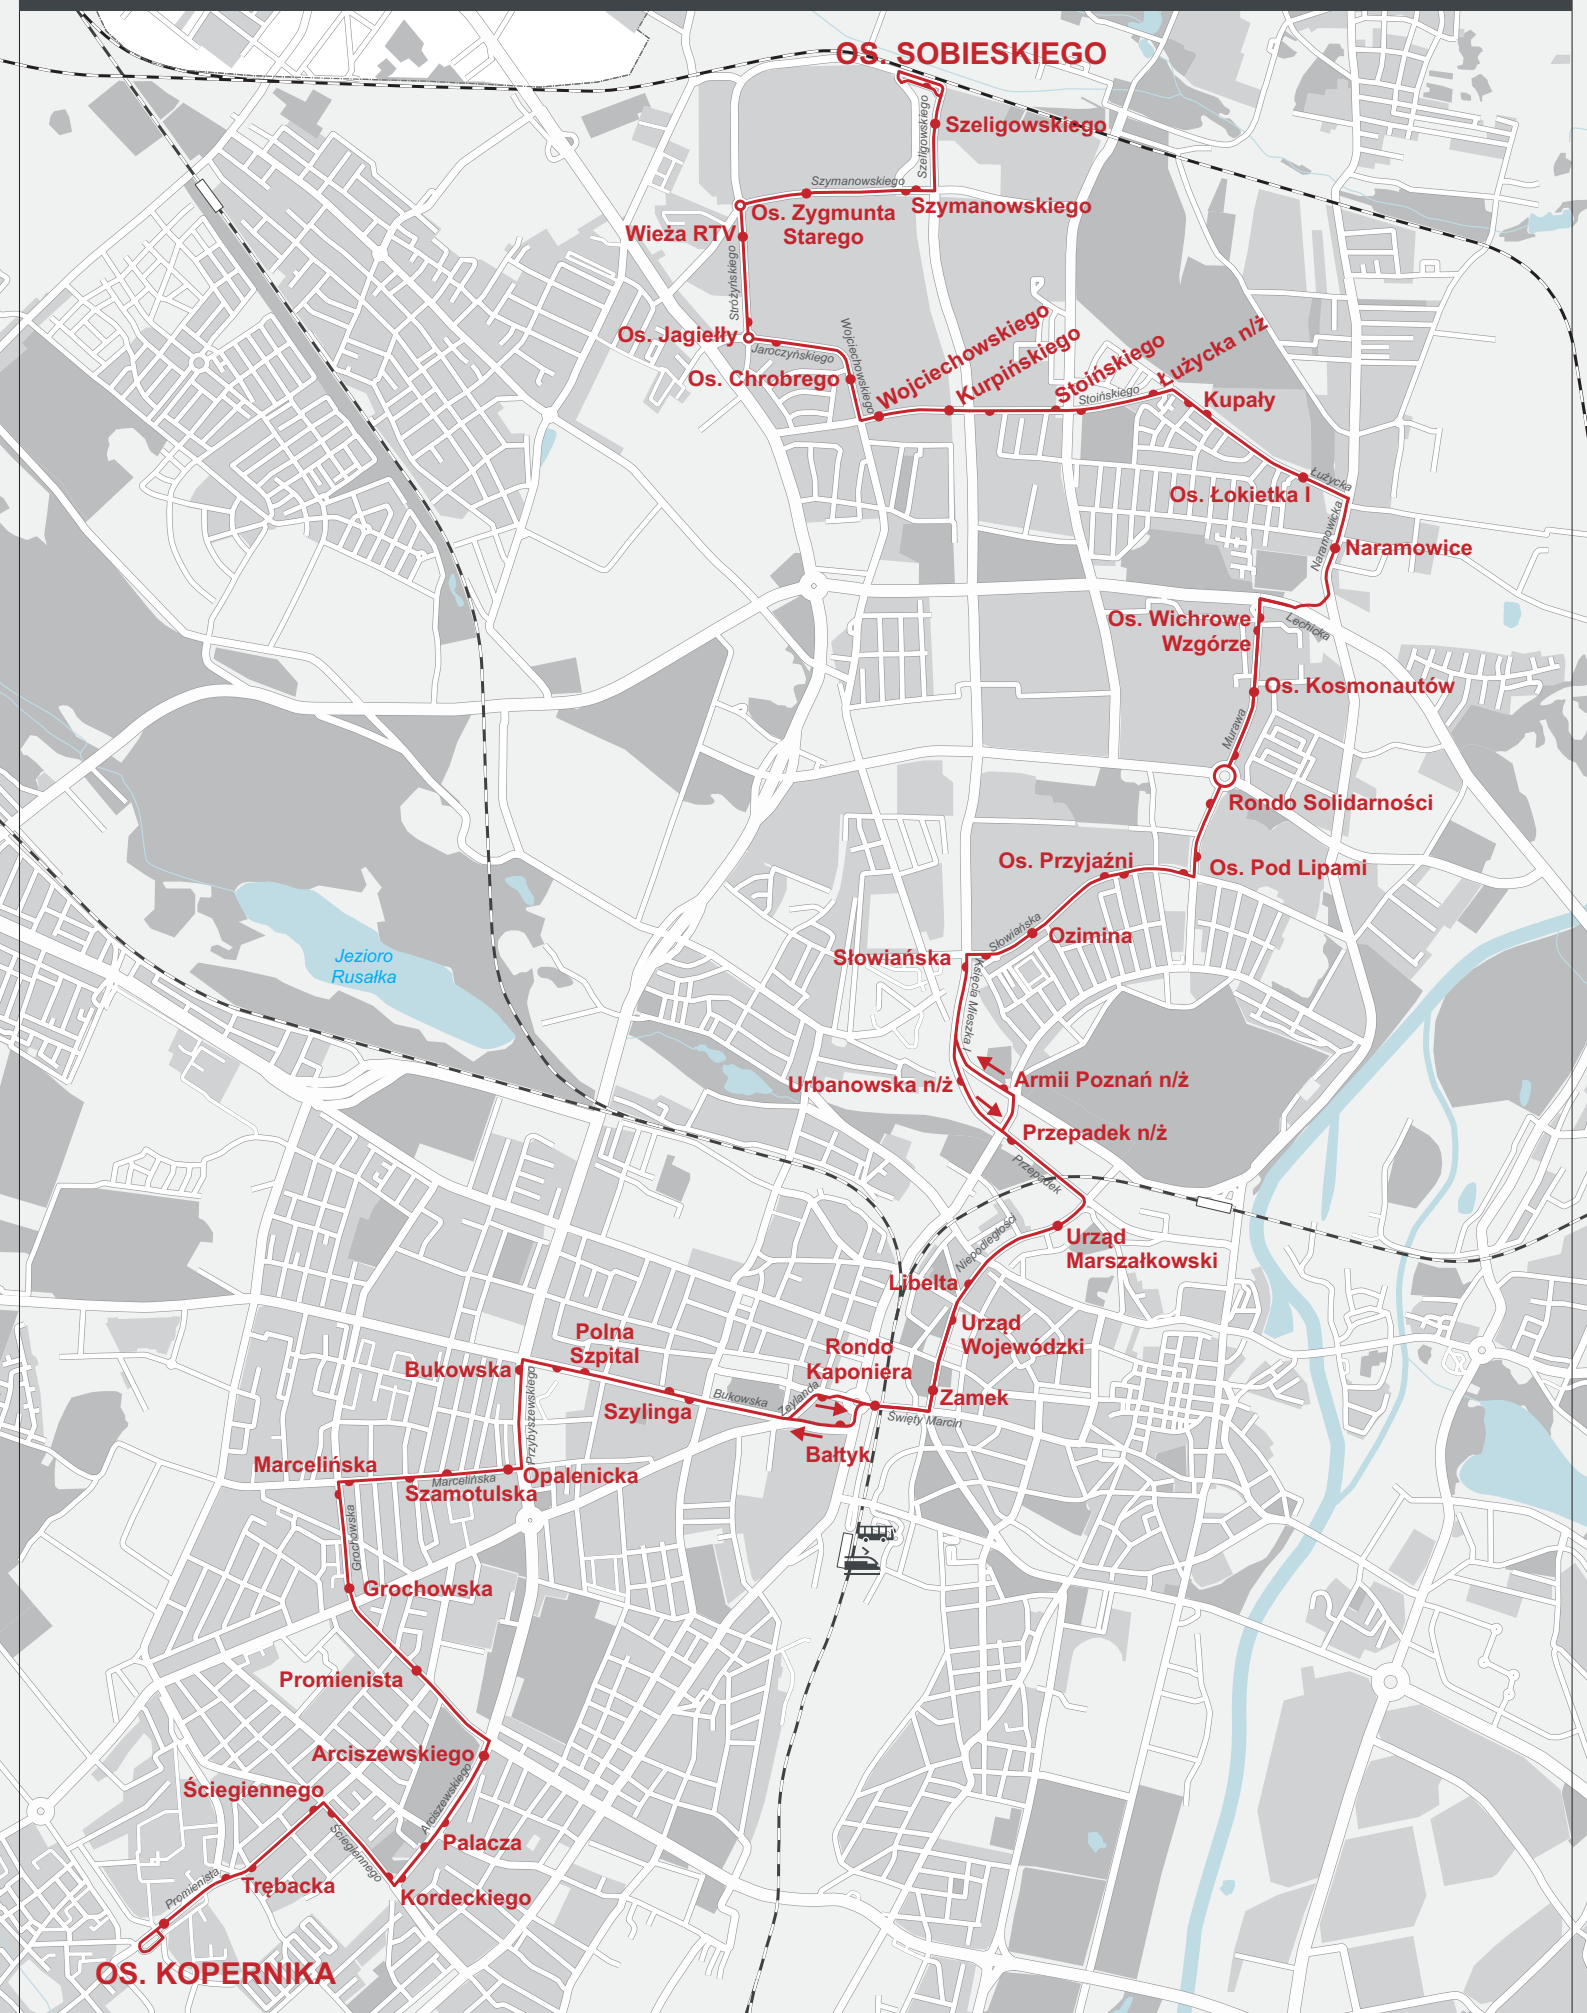 OS. SOBIESKIEGO
Szeligowskiego
Szeligowskiego
Szymanowskiego
Szymanowskiego
Os. Zygmunta
Starego
Wieża RTV
Stróżyńskiego
Os. Jagiełły
Jaroczyńskiego
Wojciechowskiego
Os. Chrobrego
Wojciechowskiego
Kurpińskiego
Stoińskiego
Stoińskiego
Łużycka n/ż
Kupały
Łużycka
Os. Łokietka I
Naramowicka
Naramowice
Os. Wichrowe
Wzgórze
Lechicka
Os. Kosmonautów
Murawa
Rondo Solidarności
Os. Przyjaźni
Os. Pod Lipami
Słowiańska
Ozimina
Słowiańska
Jezioro
Rusałka
Księcia Mieszka I
Urbanowska n/ż
Armii Poznań n/ż
Przepadek n/ż
Przepadek
Niepodległości
Urząd
Marszałkowski
Libelta
Urząd
Wojewódzki
Polna
Szpital
Rondo
Kaponiera
Bukowska
Przybyszewskiego
Szylinga
Bukowska
Zeylanda
Zamek
Święty Marcin
Bałtyk
Marcelińska
Opalenicka
Marcelińska
Szamotulska
Grochowska
Grochowska
Promienista
Arciszewskiego
Arciszewskiego
Ściegiennego
Ściegiennego
Palacza
Promienista
Trębacka
Kordeckiego
OS. KOPERNIKA